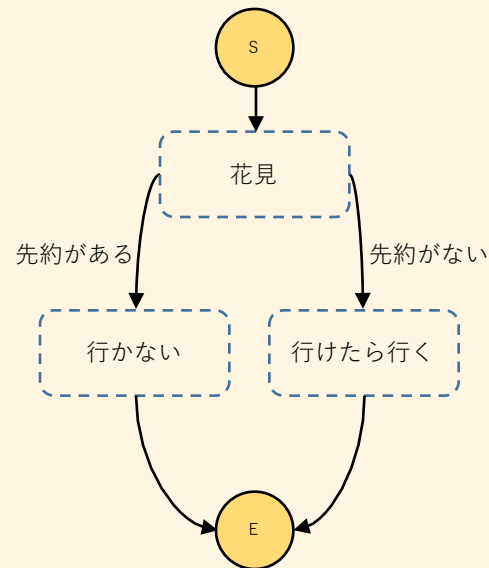 S
花見
先約がある
先約がない
行かない
行けたら行く
E